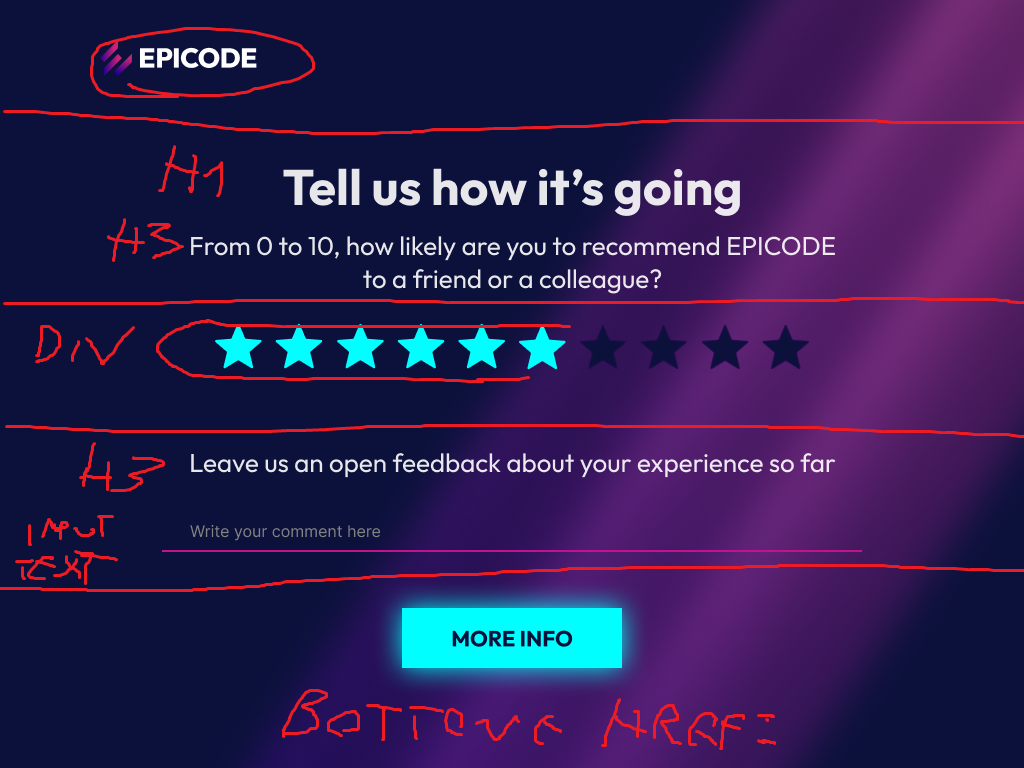 EPICODE
H1
Tell us how it's going
H3
From 0 to 10, how likely are you to recommend EPICODE
to a friend or a colleague?
DIV
H3
Leave us an open feedback about your experience so far
INPUT
TEXT
Write your comment here
MORE INFO
BOTTONE HREF=